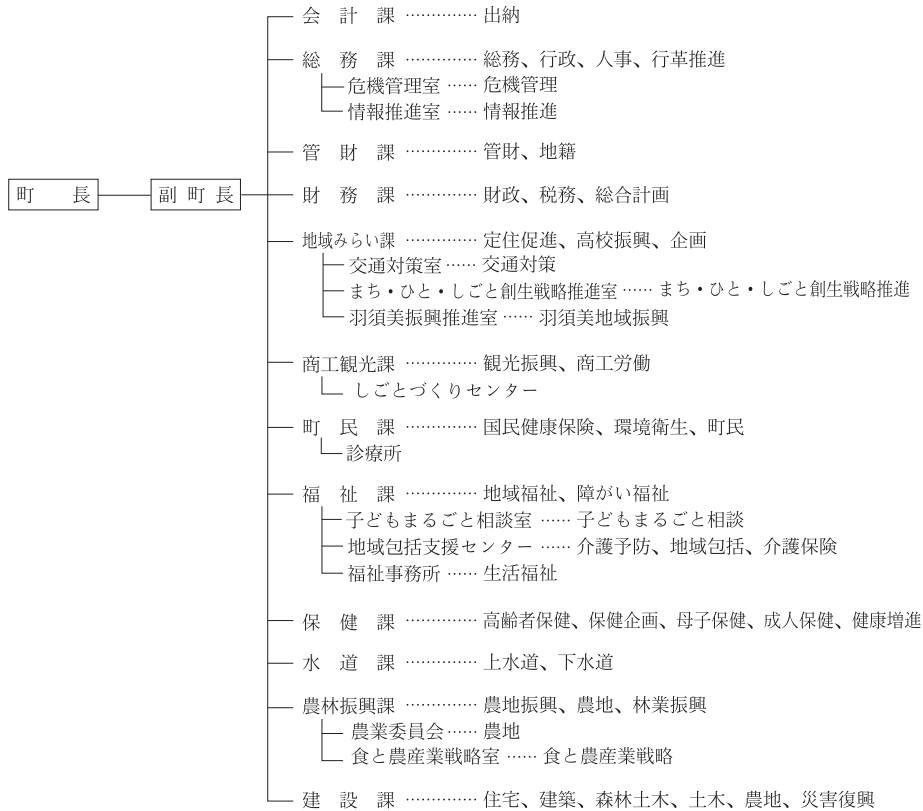 会計課 ············· 出納
総務課 ············· 総務、行政、人事、行革推進
危機管理室 ······ 危機管理
情報推進室 ······ 情報推進
管財課 ············· 管財、地籍
町長 副町長 財務課 ············· 財政、税務、総合計画
地域みらい課 ············· 定住促進、高校振興、企画
交通対策室 ······ 交通対策
まち・ひと・しごと創生戦略推進室 ······ まち・ひと・しごと創生戦略推進
羽須美振興推進室 ······ 羽須美地域振興
商工観光課 ············· 観光振興、商工労働
しごとづくりセンター
町民課 ············· 国民健康保険、環境衛生、町民
診療所
福祉課 ············· 地域福祉、障がい福祉
子どもまるごと相談室 ······ 子どもまるごと相談
地域包括支援センター ······ 介護予防、地域包括、介護保険
福祉事務所 ······ 生活福祉
保健課 ············· 高齢者保健、保健企画、母子保健、成人保健、健康増進
水道課 ············· 上水道、下水道
農林振興課 ············· 農地振興、農地、林業振興
農業委員会 ······ 農地
食と農産業戦略室 ······ 食と農産業戦略
建設課 ············· 住宅、建築、森林土木、土木、農地、災害復興